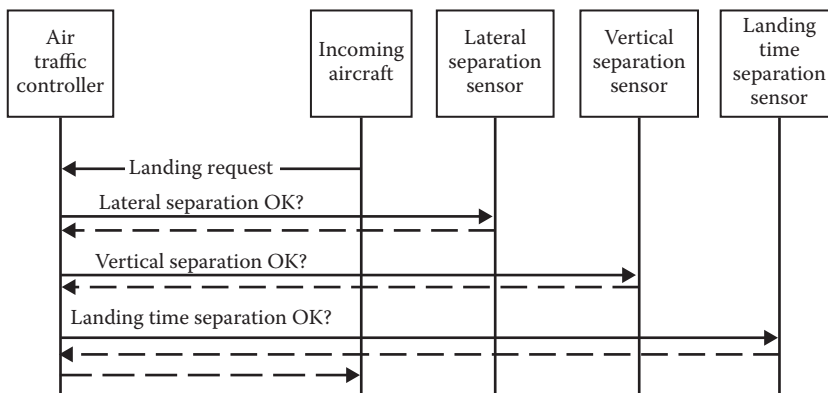 Air
traffic
controller
Incoming
aircraft
Lateral
separation
sensor
Vertical
separation
sensor
Landing
time
separation
sensor
Landing request
Lateral separation OK?
Vertical separation OK?
Landing time separation OK?